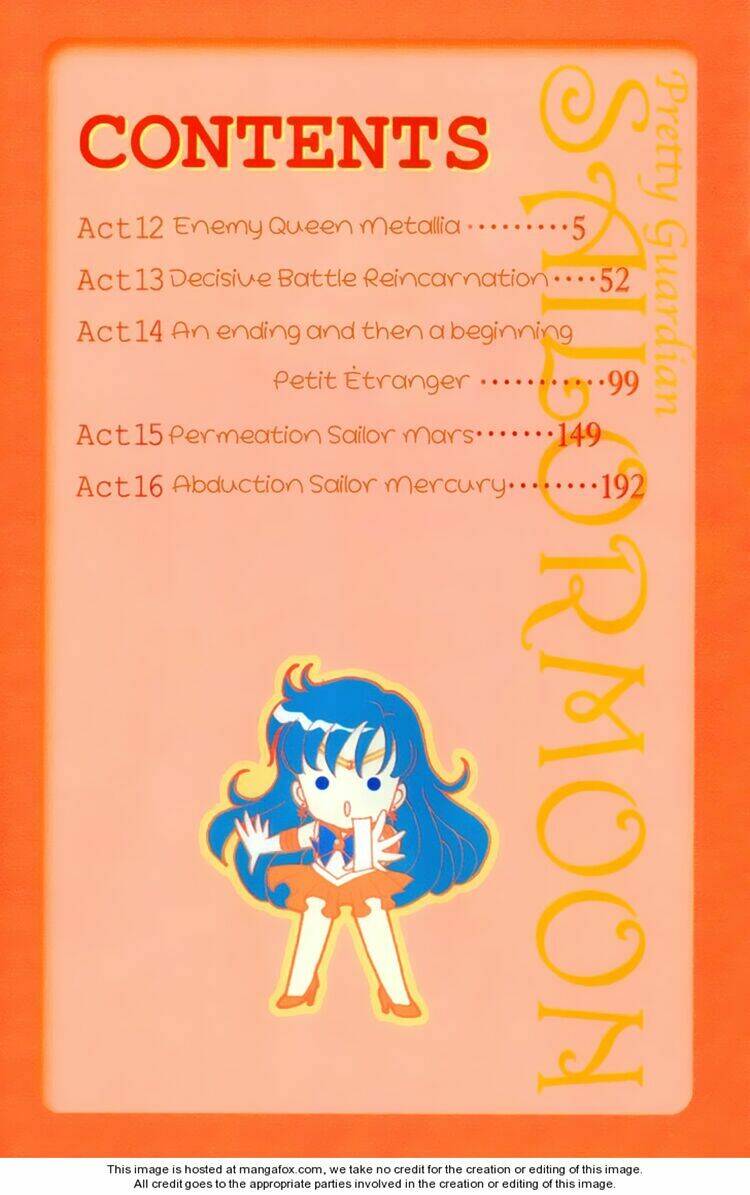 CONTENTS
Act12 Enemy Queen Metallia ·········5
Act13 Decisive Battle Reincarnation ····52
Act14 An ending and then a beginning
Petit Ėtranger ············99
Act15 Permeation Sailor Mars·······149
Act16 Abduction Sailor Mercury········192
Pretty Guardian
SAILORMOON
This image is hosted at mangafox.com, we take no credit for the creation or editing of this image.
All credit goes to the appropriate parties involved in the creation or editing of this image.